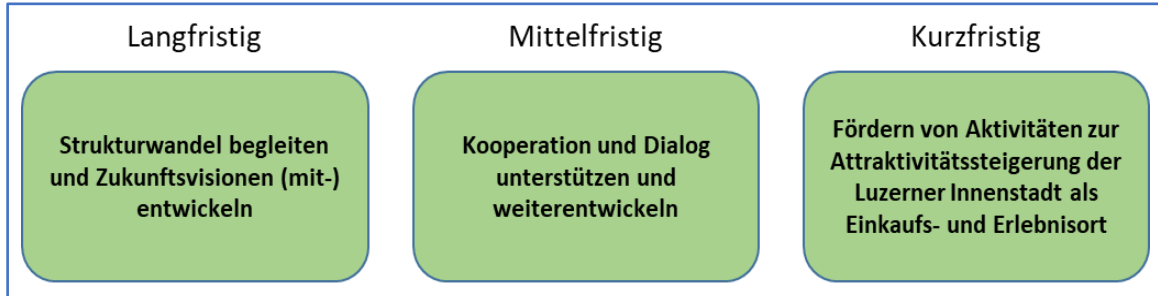 Langfristig
Mittelfristig
Kurzfristig
Strukturwandel begleiten
und Zukunftsvisionen (mit-)
entwickeln
Kooperation und Dialog
unterstützen und
weiterentwickeln
Fördern von Aktivitäten zur
Attraktivitätssteigerung der
Luzerner Innenstadt als
Einkaufs- und Erlebnisort